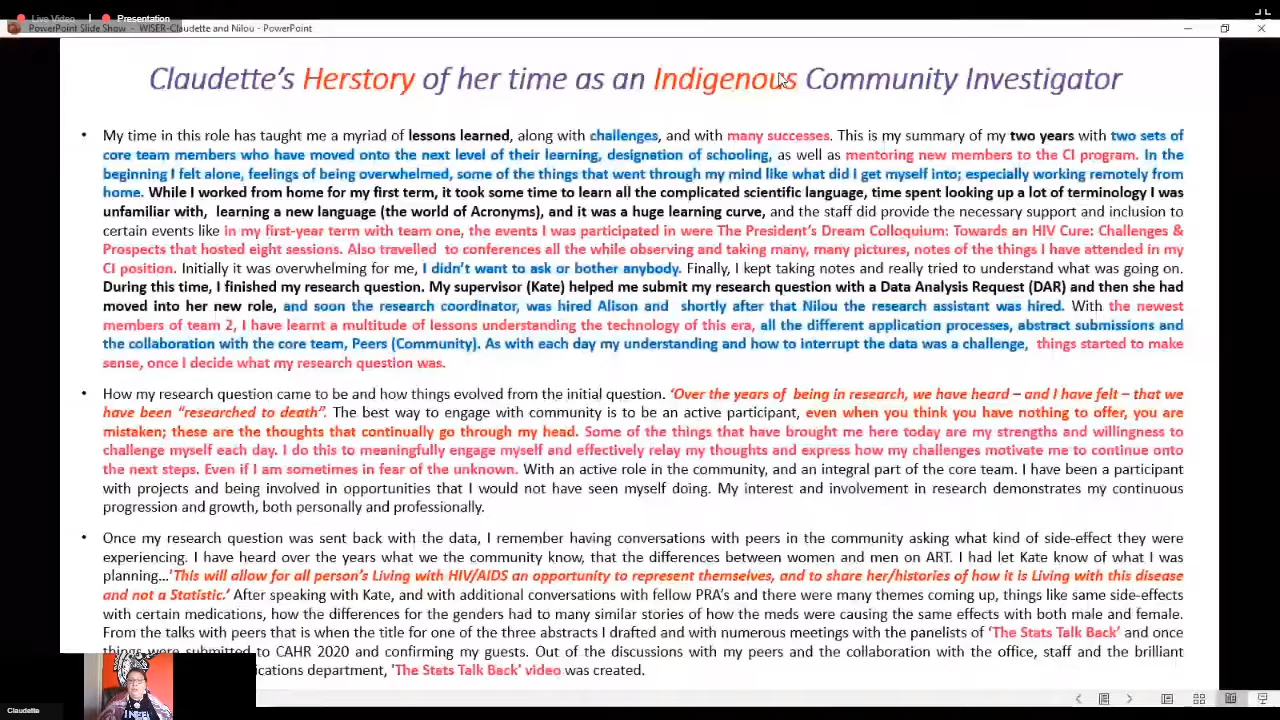 Live Video
Presentation
PowerPoint Slide Show - WISER-Claudette and Nilou - PowerPoint
Claudette's Herstory of her time as an Indigenous Community Investigator
• My time in this role has taught me a myriad of lessons learned, along with challenges, and with many successes. This is my summary of my two years with two sets of
core team members who have moved onto the next level of their learning, designation of schooling, as well as mentoring new members to the CI program. In the
beginning I felt alone, feelings of being overwhelmed, some of the things that went through my mind like what did I get myself into; especially working remotely from
home. While I worked from home for my first term, it took some time to learn all the complicated scientific language, time spent looking up a lot of terminology I was
unfamiliar with, learning a new language (the world of Acronyms), and it was a huge learning curve, and the staff did provide the necessary support and inclusion to
certain events like in my first-year term with team one, the events I was participated in were The President's Dream Colloquium: Towards an HIV Cure: Challenges &
Prospects that hosted eight sessions. Also travelled to conferences all the while observing and taking many, many pictures, notes of the things I have attended in my
CI position. Initially it was overwhelming for me, I didn't want to ask or bother anybody. Finally, I kept taking notes and really tried to understand what was going on.
During this time, I finished my research question. My supervisor (Kate) helped me submit my research question with a Data Analysis Request (DAR) and then she had
moved into her new role, and soon the research coordinator, was hired Alison and shortly after that Nilou the research assistant was hired. With the newest
members of team 2, I have learnt a multitude of lessons understanding the technology of this era, all the different application processes, abstract submissions and
the collaboration with the core team, Peers (Community). As with each day my understanding and how to interrupt the data was a challenge, things started to make
sense, once I decide what my research question was.
• How my research question came to be and how things evolved from the initial question. 'Over the years of being in research, we have heard – and I have felt – that we
have been "researched to death". The best way to engage with community is to be an active participant, even when you think you have nothing to offer, you are
mistaken; these are the thoughts that continually go through my head. Some of the things that have brought me here today are my strengths and willingness to
challenge myself each day. I do this to meaningfully engage myself and effectively relay my thoughts and express how my challenges motivate me to continue onto
the next steps. Even if I am sometimes in fear of the unknown. With an active role in the community, and an integral part of the core team. I have been a participant
with projects and being involved in opportunities that I would not have seen myself doing. My interest and involvement in research demonstrates my continuous
progression and growth, both personally and professionally.
• Once my research question was sent back with the data, I remember having conversations with peers in the community asking what kind of side-effect they were
experiencing. I have heard over the years what we the community know, that the differences between women and men on ART. I had let Kate know of what I was
planning...'This will allow for all person's Living with HIV/AIDS an opportunity to represent themselves, and to share her/histories of how it is Living with this disease
and not a Statistic.' After speaking with Kate, and with additional conversations with fellow PRA's and there were many themes coming up, things like same side-effects
with certain medications, how the differences for the genders had to many similar stories of how the meds were causing the same effects with both male and female.
From the talks with peers that is when the title for one of the three abstracts I drafted and with numerous meetings with the panelists of 'The Stats Talk Back' and once
things were submitted to CAHR 2020 and confirming my guests. Out of the discussions with my peers and the collaboration with the office, staff and the brilliant
ications department, 'The Stats Talk Back' video was created.
Claudette